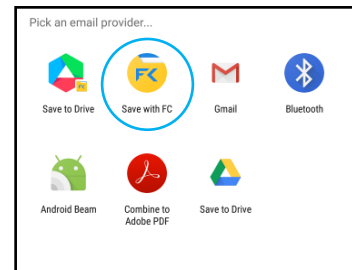 Pick an email provider...
Save to Drive Save with FC Gmail Bluetooth
Android Beam Combine to Adobe PDF Save to Drive